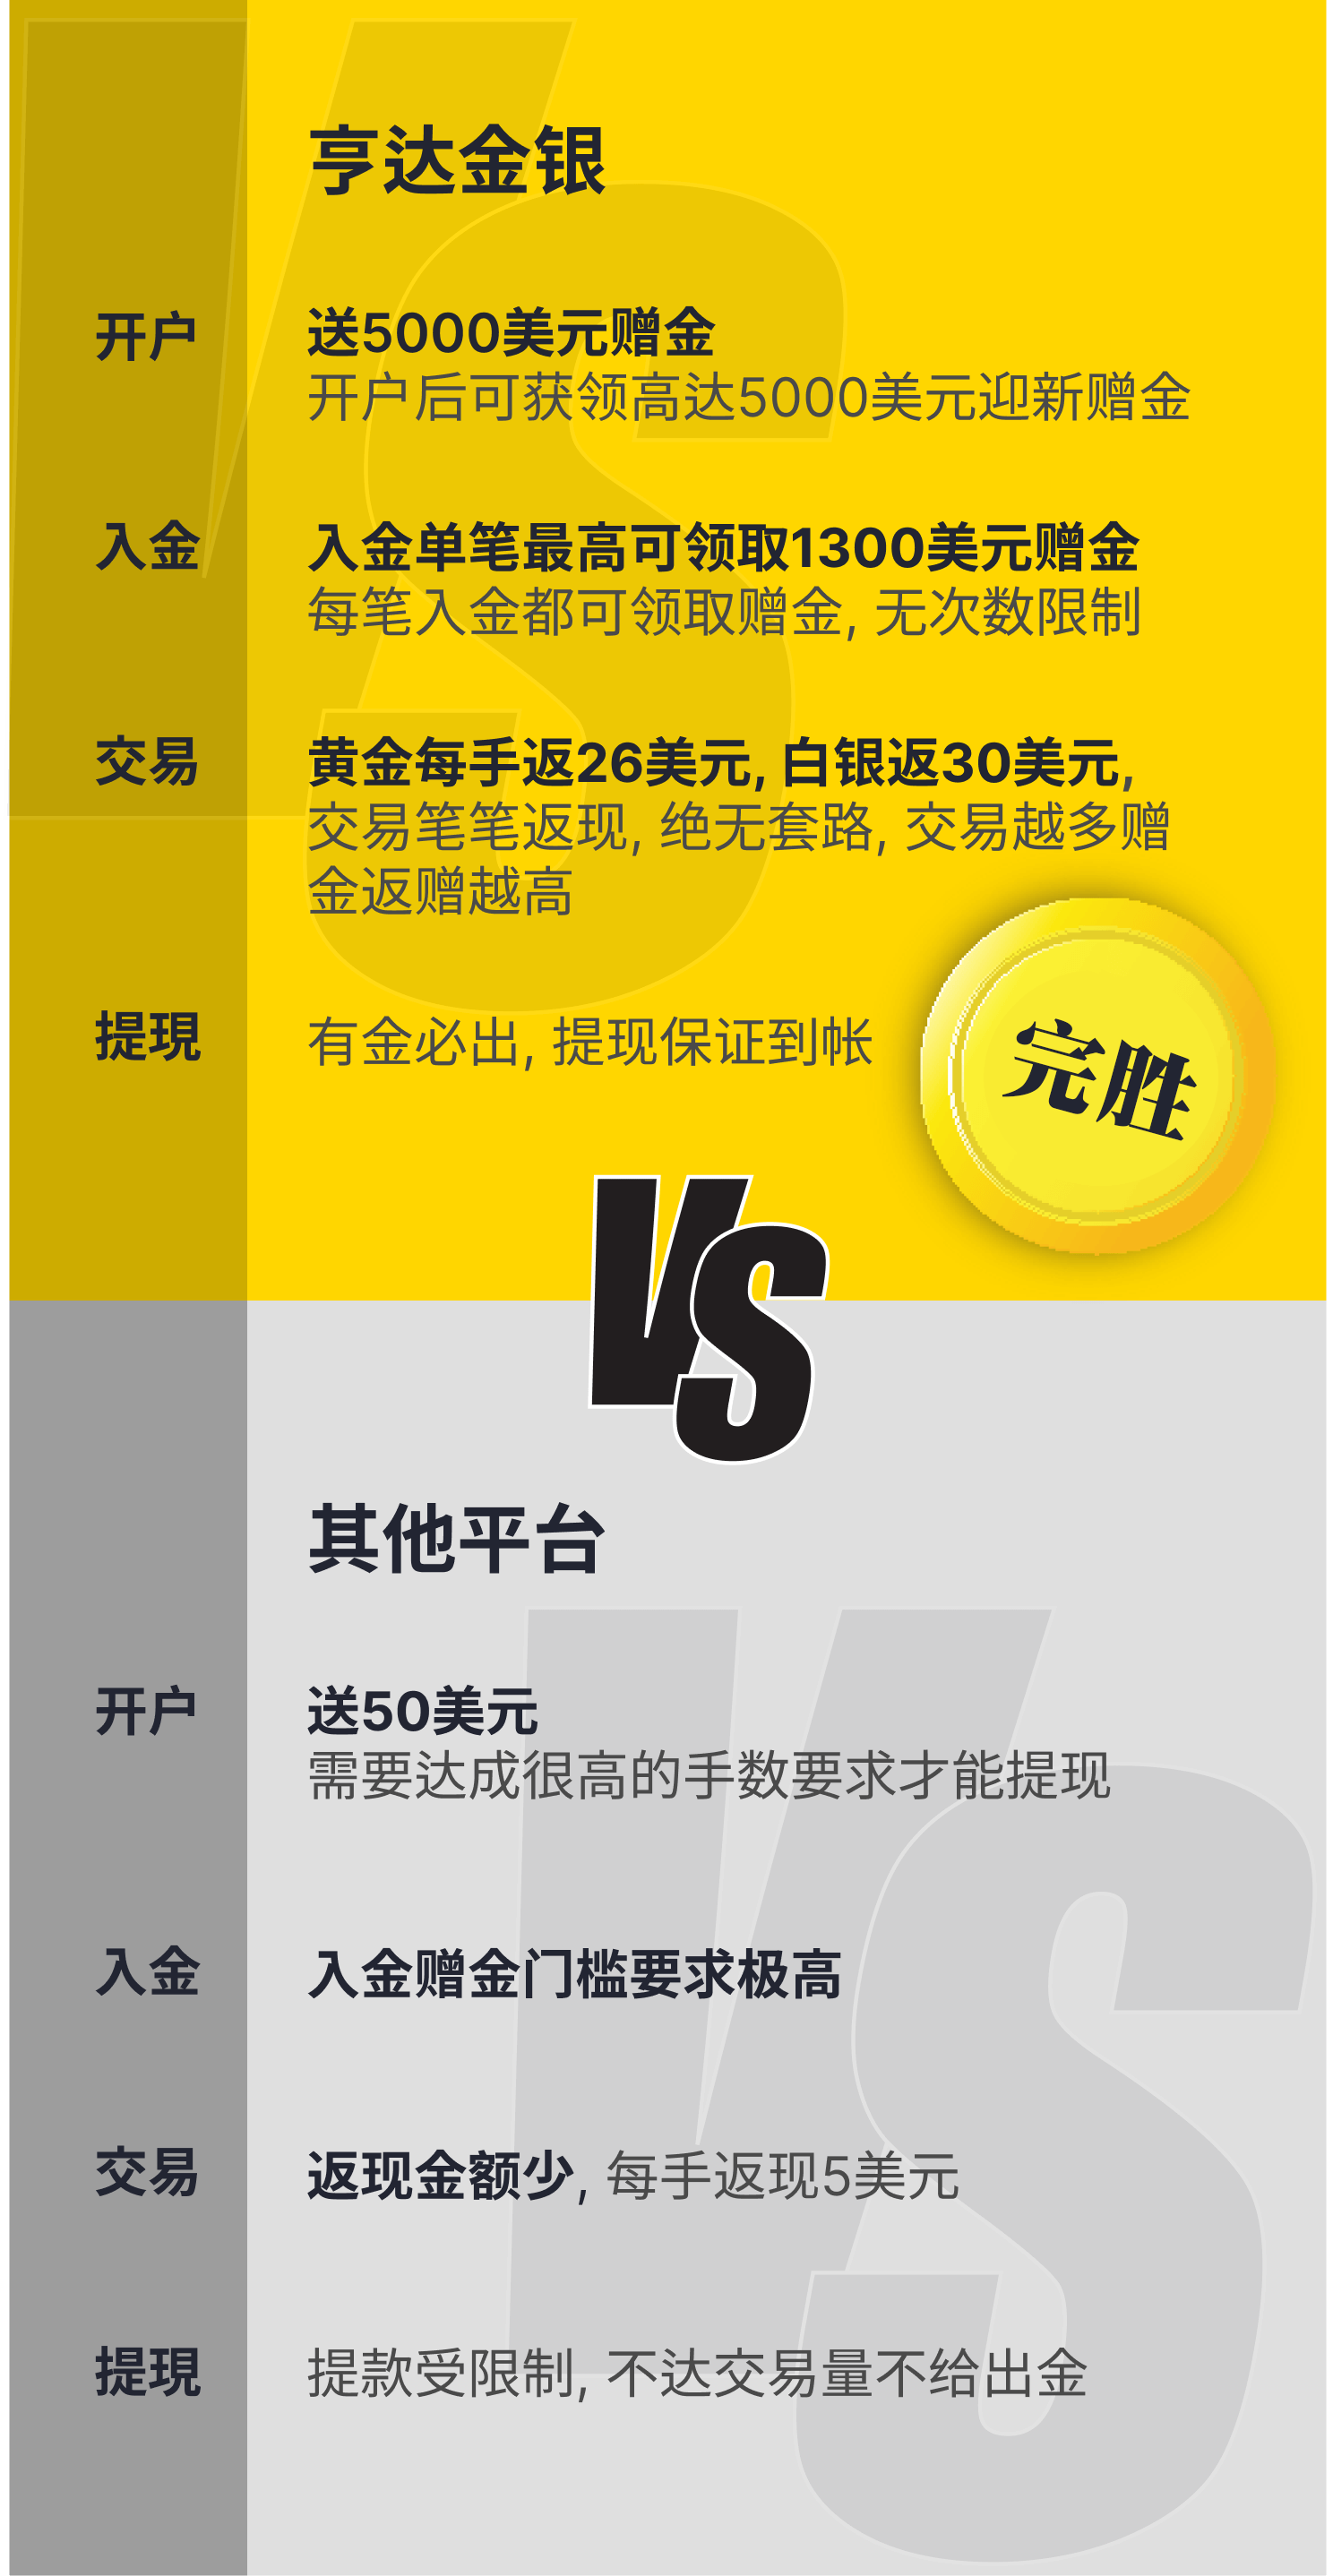 亨达金银
开户
送5000美元赠金
开户后可获领高达5000美元迎新赠金
入金
入金单笔最高可领取1300美元赠金
每笔入金都可领取赠金, 无次数限制
交易
黄金每手返26美元, 白银返30美元,
交易笔笔返现, 绝无套路, 交易越多赠
金返赠越高
提現
有金必出, 提现保证到帐
完胜
VS
其他平台
开户
送50美元
需要达成很高的手数要求才能提现
入金
入金赠金门槛要求极高
交易
返现金额少, 每手返现5美元
提現
提款受限制, 不达交易量不给出金